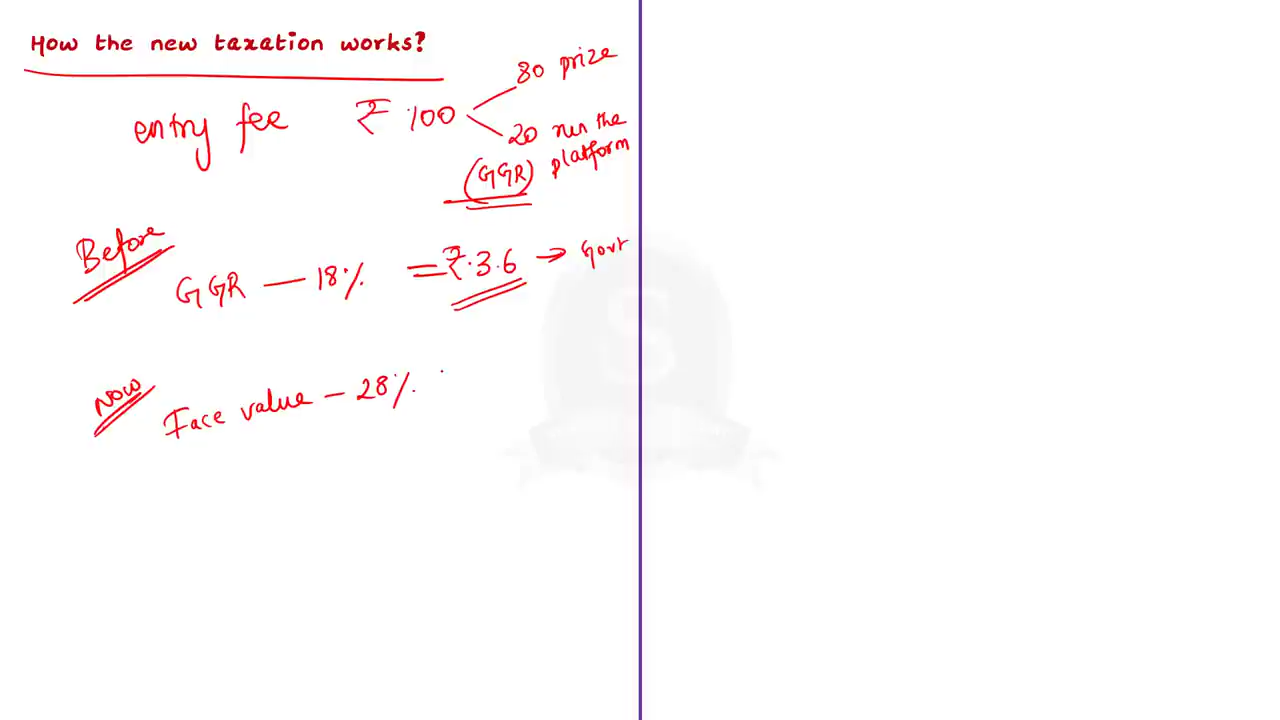 How the new taxation works?
entry fee ₹ 100
80 prize
20 run the platform
(GGR)
Before
GGR — 18% = ₹.3.6 → Govt
Now
Face value – 28%
S